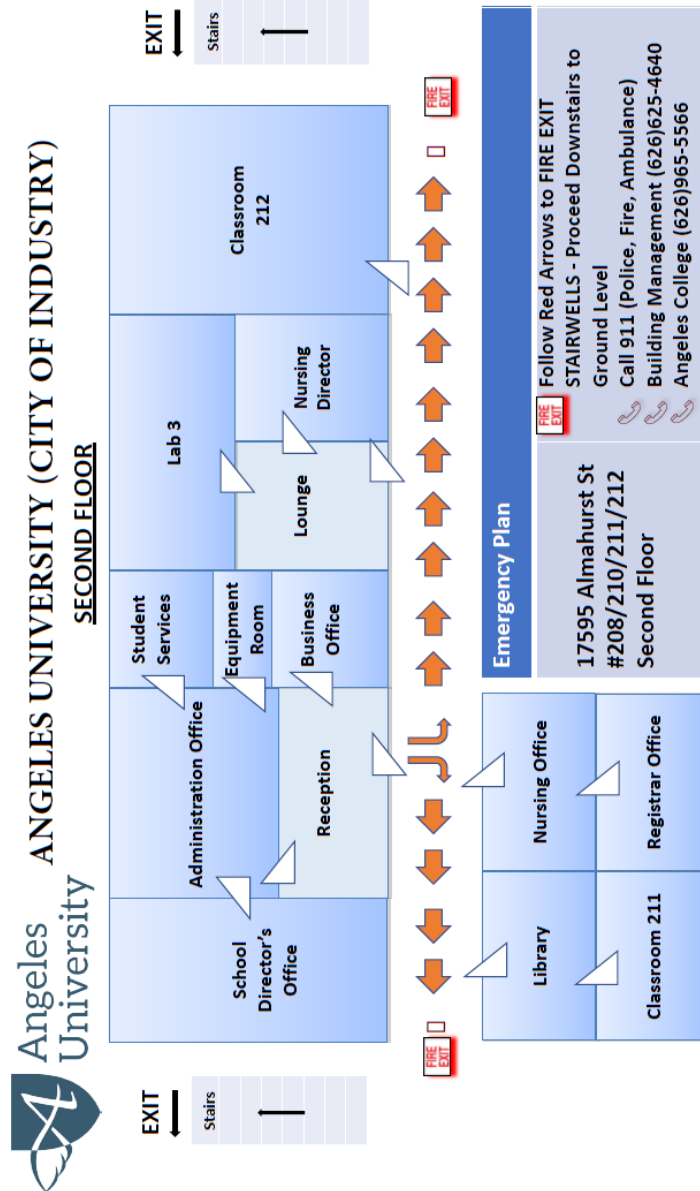 Angeles
University
ANGELES UNIVERSITY (CITY OF INDUSTRY)
SECOND FLOOR
EXIT
Stairs
EXIT
Stairs
School
Director's
Office
Administration Office
Reception
Student
Services
Equipment
Room
Business
Office
Lab 3
Lounge
Nursing
Director
Classroom
212
FIRE
EXIT
FIRE
EXIT
Library
Nursing Office
Classroom 211
Registrar Office
Emergency Plan
17595 Almahurst St
#208/210/211/212
Second Floor
FIRE
EXIT
Follow Red Arrows to FIRE EXIT
STAIRWELLS - Proceed Downstairs to
Ground Level
Call 911 (Police, Fire, Ambulance)
Building Management (626)625-4640
Angeles College (626)965-5566